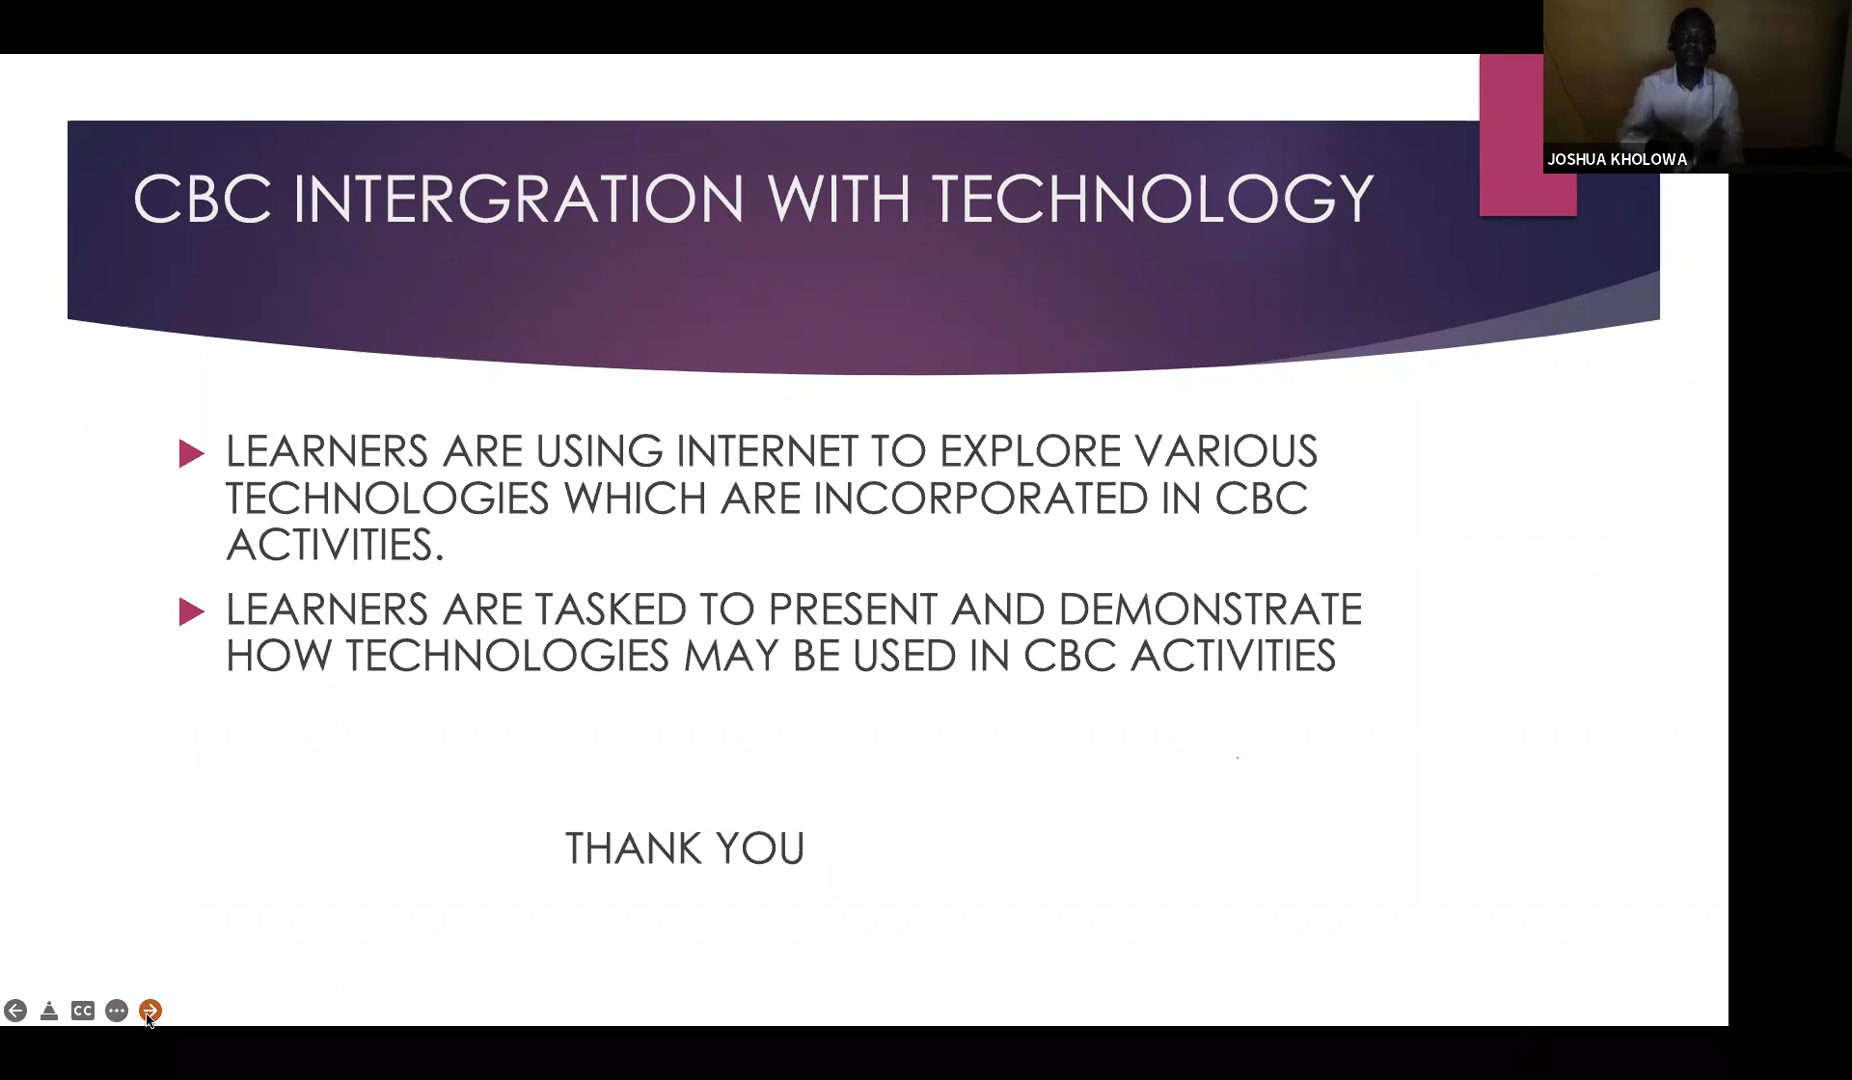 JOSHUA KHOLOWA
CBC INTERGRATION WITH TECHNOLOGY
LEARNERS ARE USING INTERNET TO EXPLORE VARIOUS
TECHNOLOGIES WHICH ARE INCORPORATED IN CBC
ACTIVITIES.
LEARNERS ARE TASKED TO PRESENT AND DEMONSTRATE
HOW TECHNOLOGIES MAY BE USED IN CBC ACTIVITIES
THANK YOU
CC